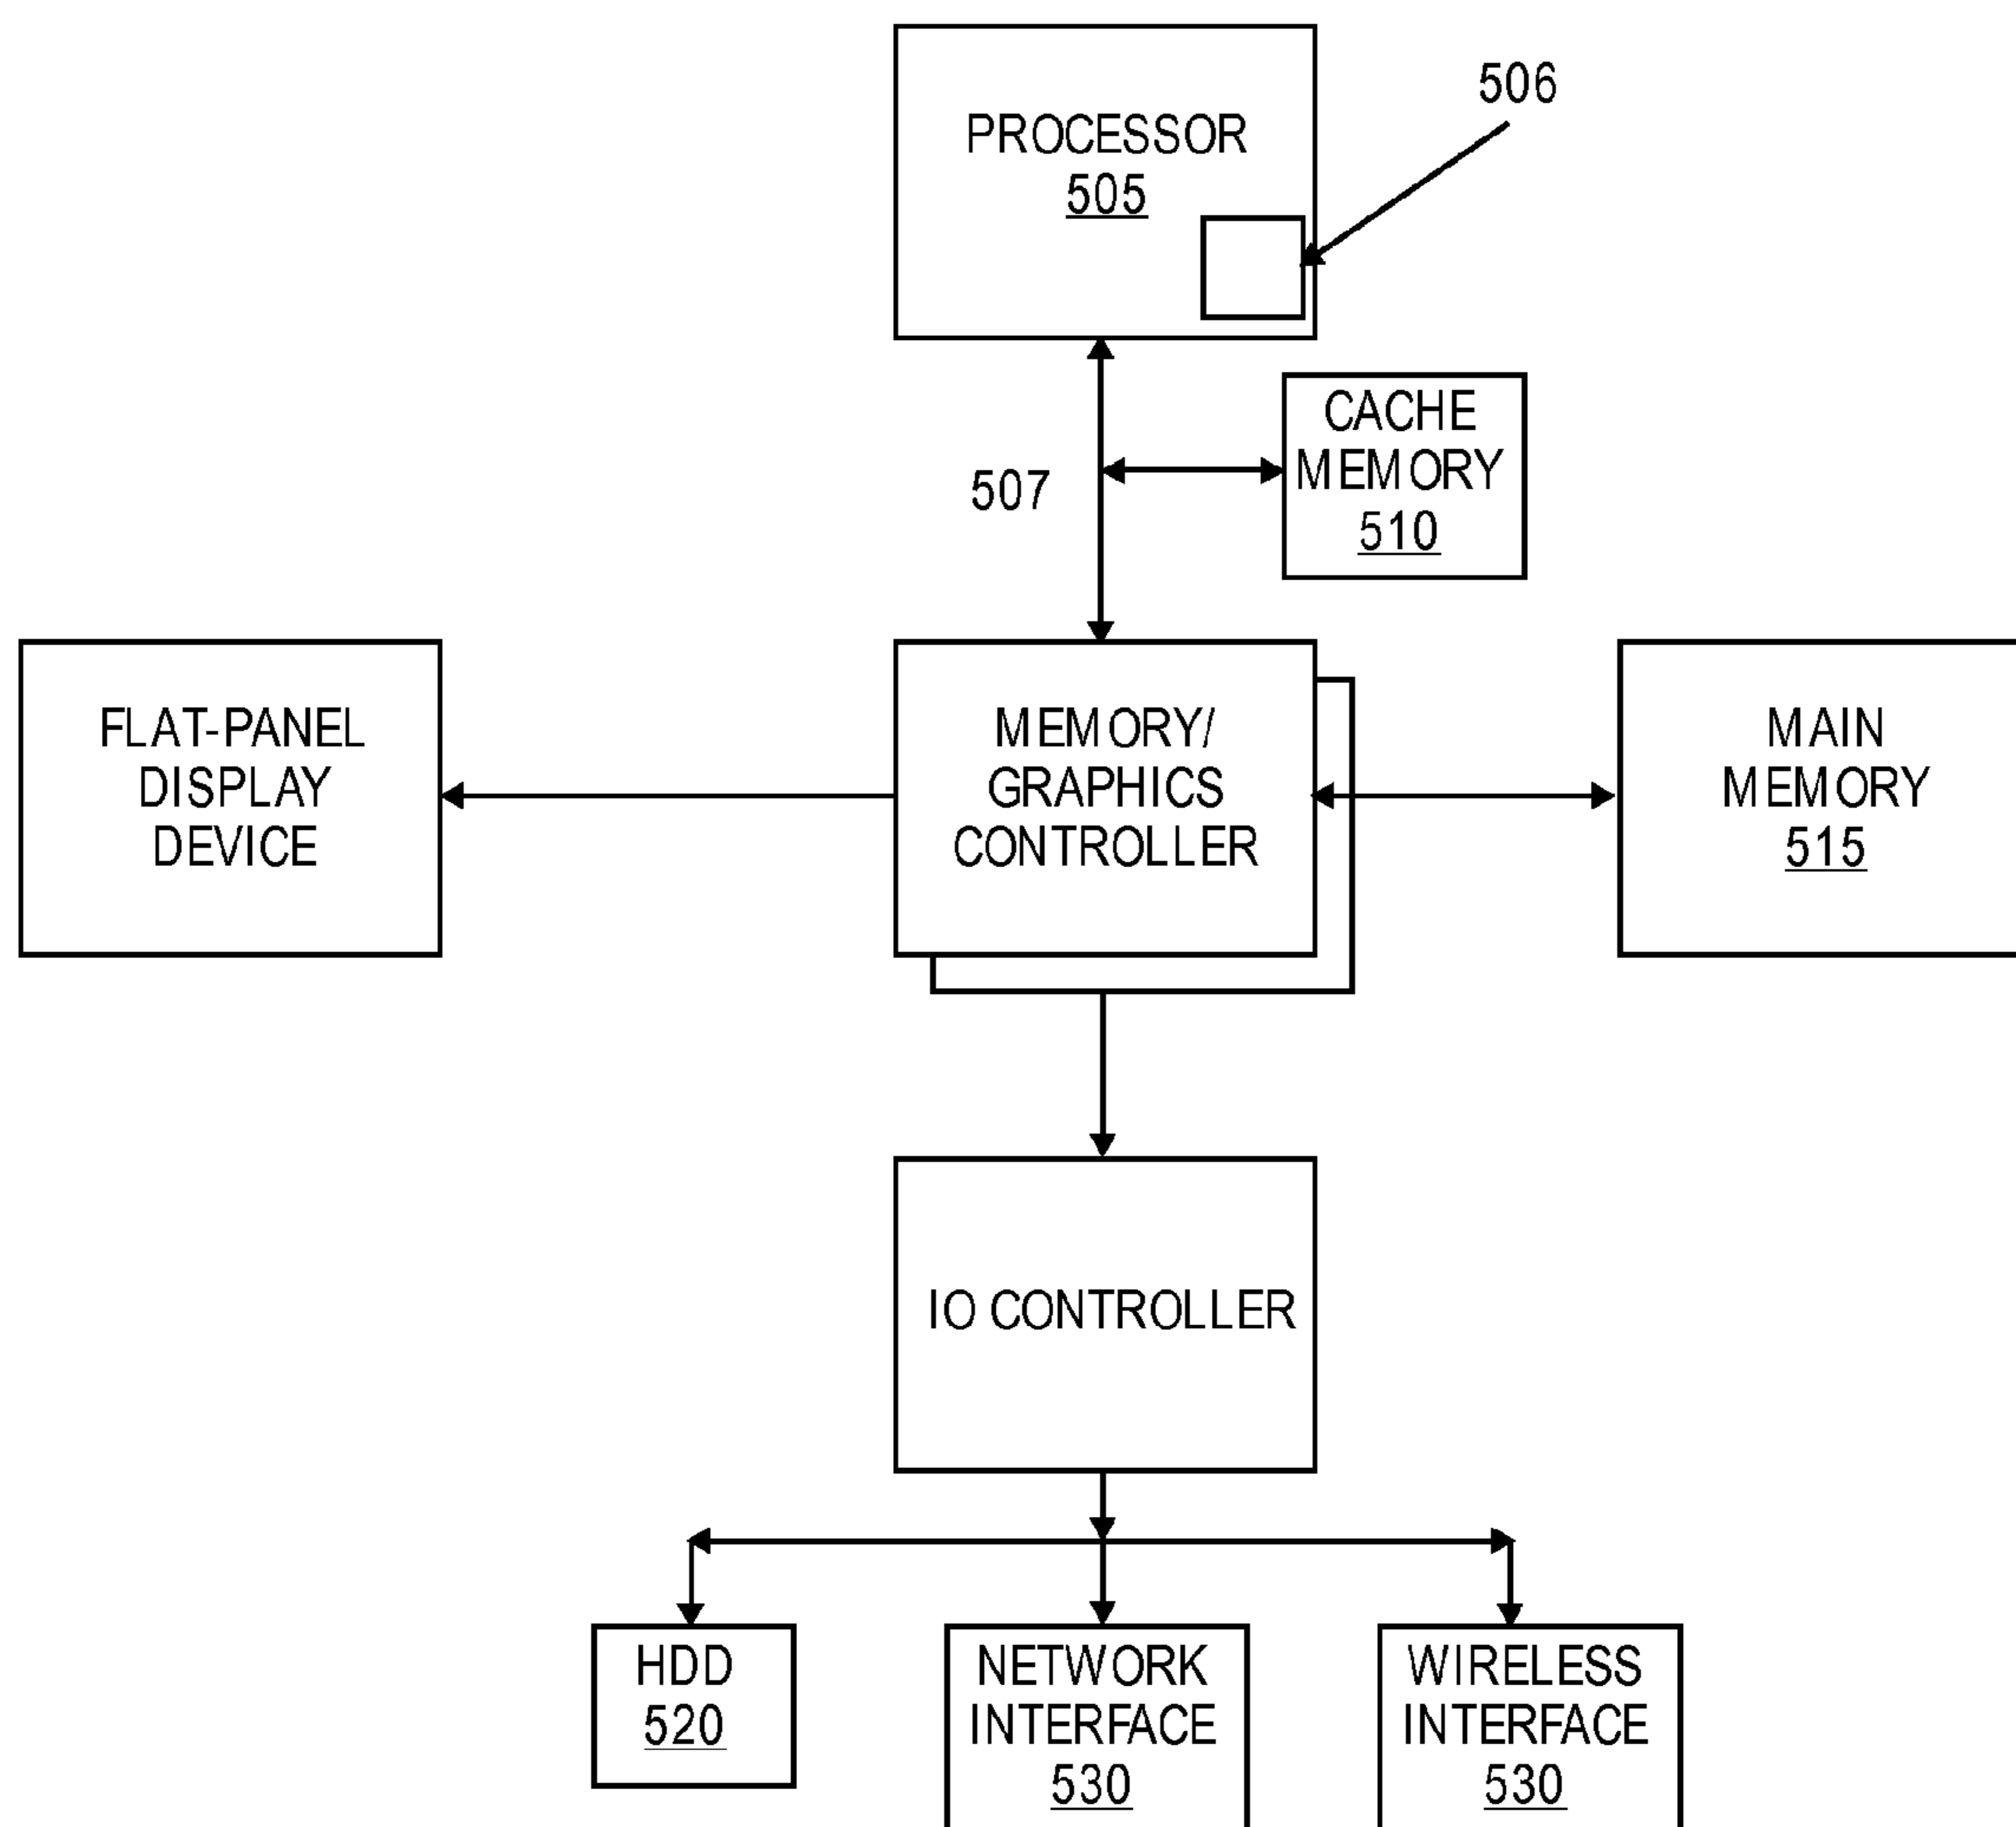 PROCESSOR
505
506
507
CACHE
MEMORY
510
FLAT-PANEL
DISPLAY
DEVICE
MEMORY/
GRAPHICS
CONTROLLER
MAIN
MEMORY
515
IO CONTROLLER
HDD
520
NETWORK
INTERFACE
530
WIRELESS
INTERFACE
530